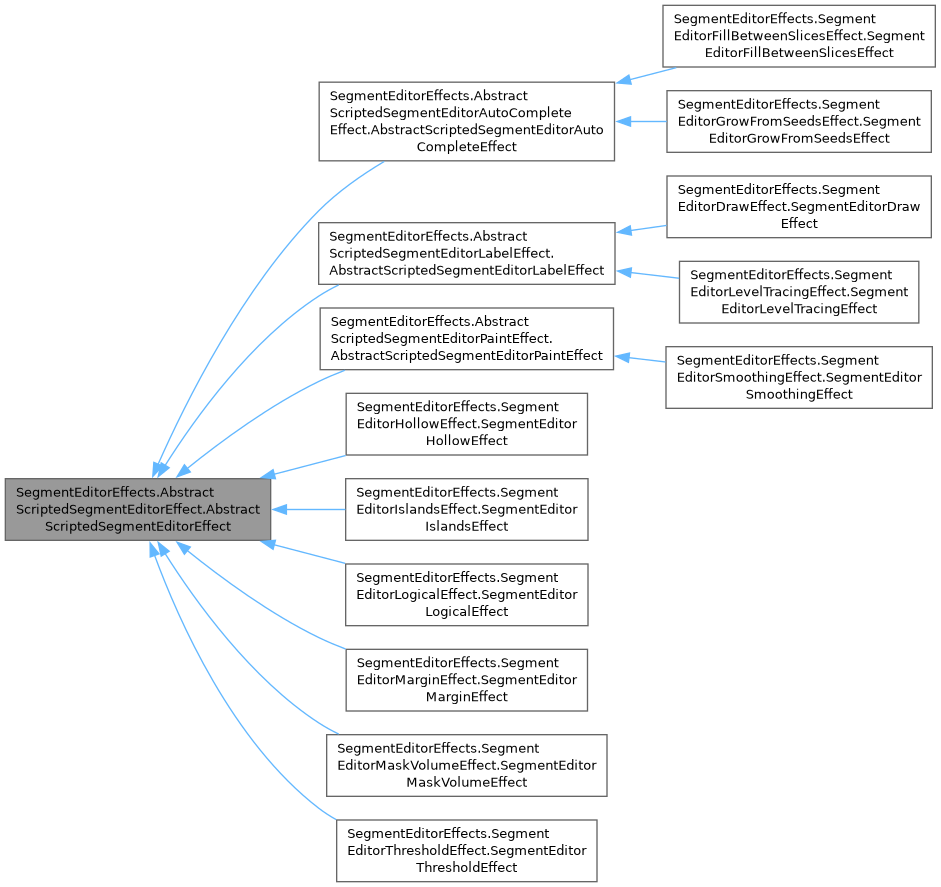 SegmentEditorEffects.Segment
EditorFillBetweenSlicesEffect.Segment
EditorFillBetweenSlicesEffect
SegmentEditorEffects.Abstract
ScriptedSegmentEditorAutoComplete
Effect.AbstractScriptedSegmentEditorAuto
CompleteEffect
SegmentEditorEffects.Segment
EditorGrowFromSeedsEffect.Segment
EditorGrowFromSeedsEffect
SegmentEditorEffects.Segment
EditorDrawEffect.SegmentEditorDraw
Effect
SegmentEditorEffects.Abstract
ScriptedSegmentEditorLabelEffect.
AbstractScriptedSegmentEditorLabelEffect
SegmentEditorEffects.Segment
EditorLevelTracingEffect.Segment
EditorLevelTracingEffect
SegmentEditorEffects.Abstract
ScriptedSegmentEditorPaintEffect.
AbstractScriptedSegmentEditorPaintEffect
SegmentEditorEffects.Segment
EditorSmoothingEffect.SegmentEditor
SmoothingEffect
SegmentEditorEffects.Segment
EditorHollowEffect.SegmentEditor
HollowEffect
SegmentEditorEffects.Abstract
ScriptedSegmentEditorEffect.Abstract
ScriptedSegmentEditorEffect
SegmentEditorEffects.Segment
EditorIslandsEffect.SegmentEditor
IslandsEffect
SegmentEditorEffects.Segment
EditorLogicalEffect.SegmentEditor
LogicalEffect
SegmentEditorEffects.Segment
EditorMarginEffect.SegmentEditor
MarginEffect
SegmentEditorEffects.Segment
EditorMaskVolumeEffect.SegmentEditor
MaskVolumeEffect
SegmentEditorEffects.Segment
EditorThresholdEffect.SegmentEditor
ThresholdEffect